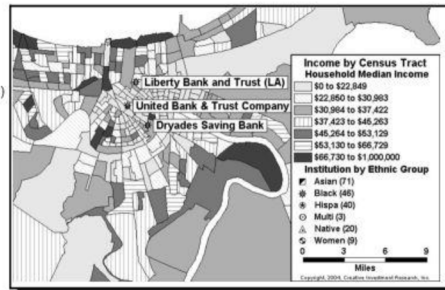 )
Liberty Bank and Trust (LA)
United Bank & Trust Company
Dryades Saving Bank
Income by Census Tract
Household Median Income
$0 to $22,849
$22,850 to $30,983
$30,984 to $37,422
$37,423 to $45,263
$45,264 to $53,129
$53,130 to $66,729
$66,730 to $1,000,000
Institution by Ethnic Group
Asian (71)
Black (46)
Hispa (40)
Multi (3)
Native (20)
Women (9)
0 3 6 9
Miles
Copyright, 2004, Creative Investment Research, Inc.